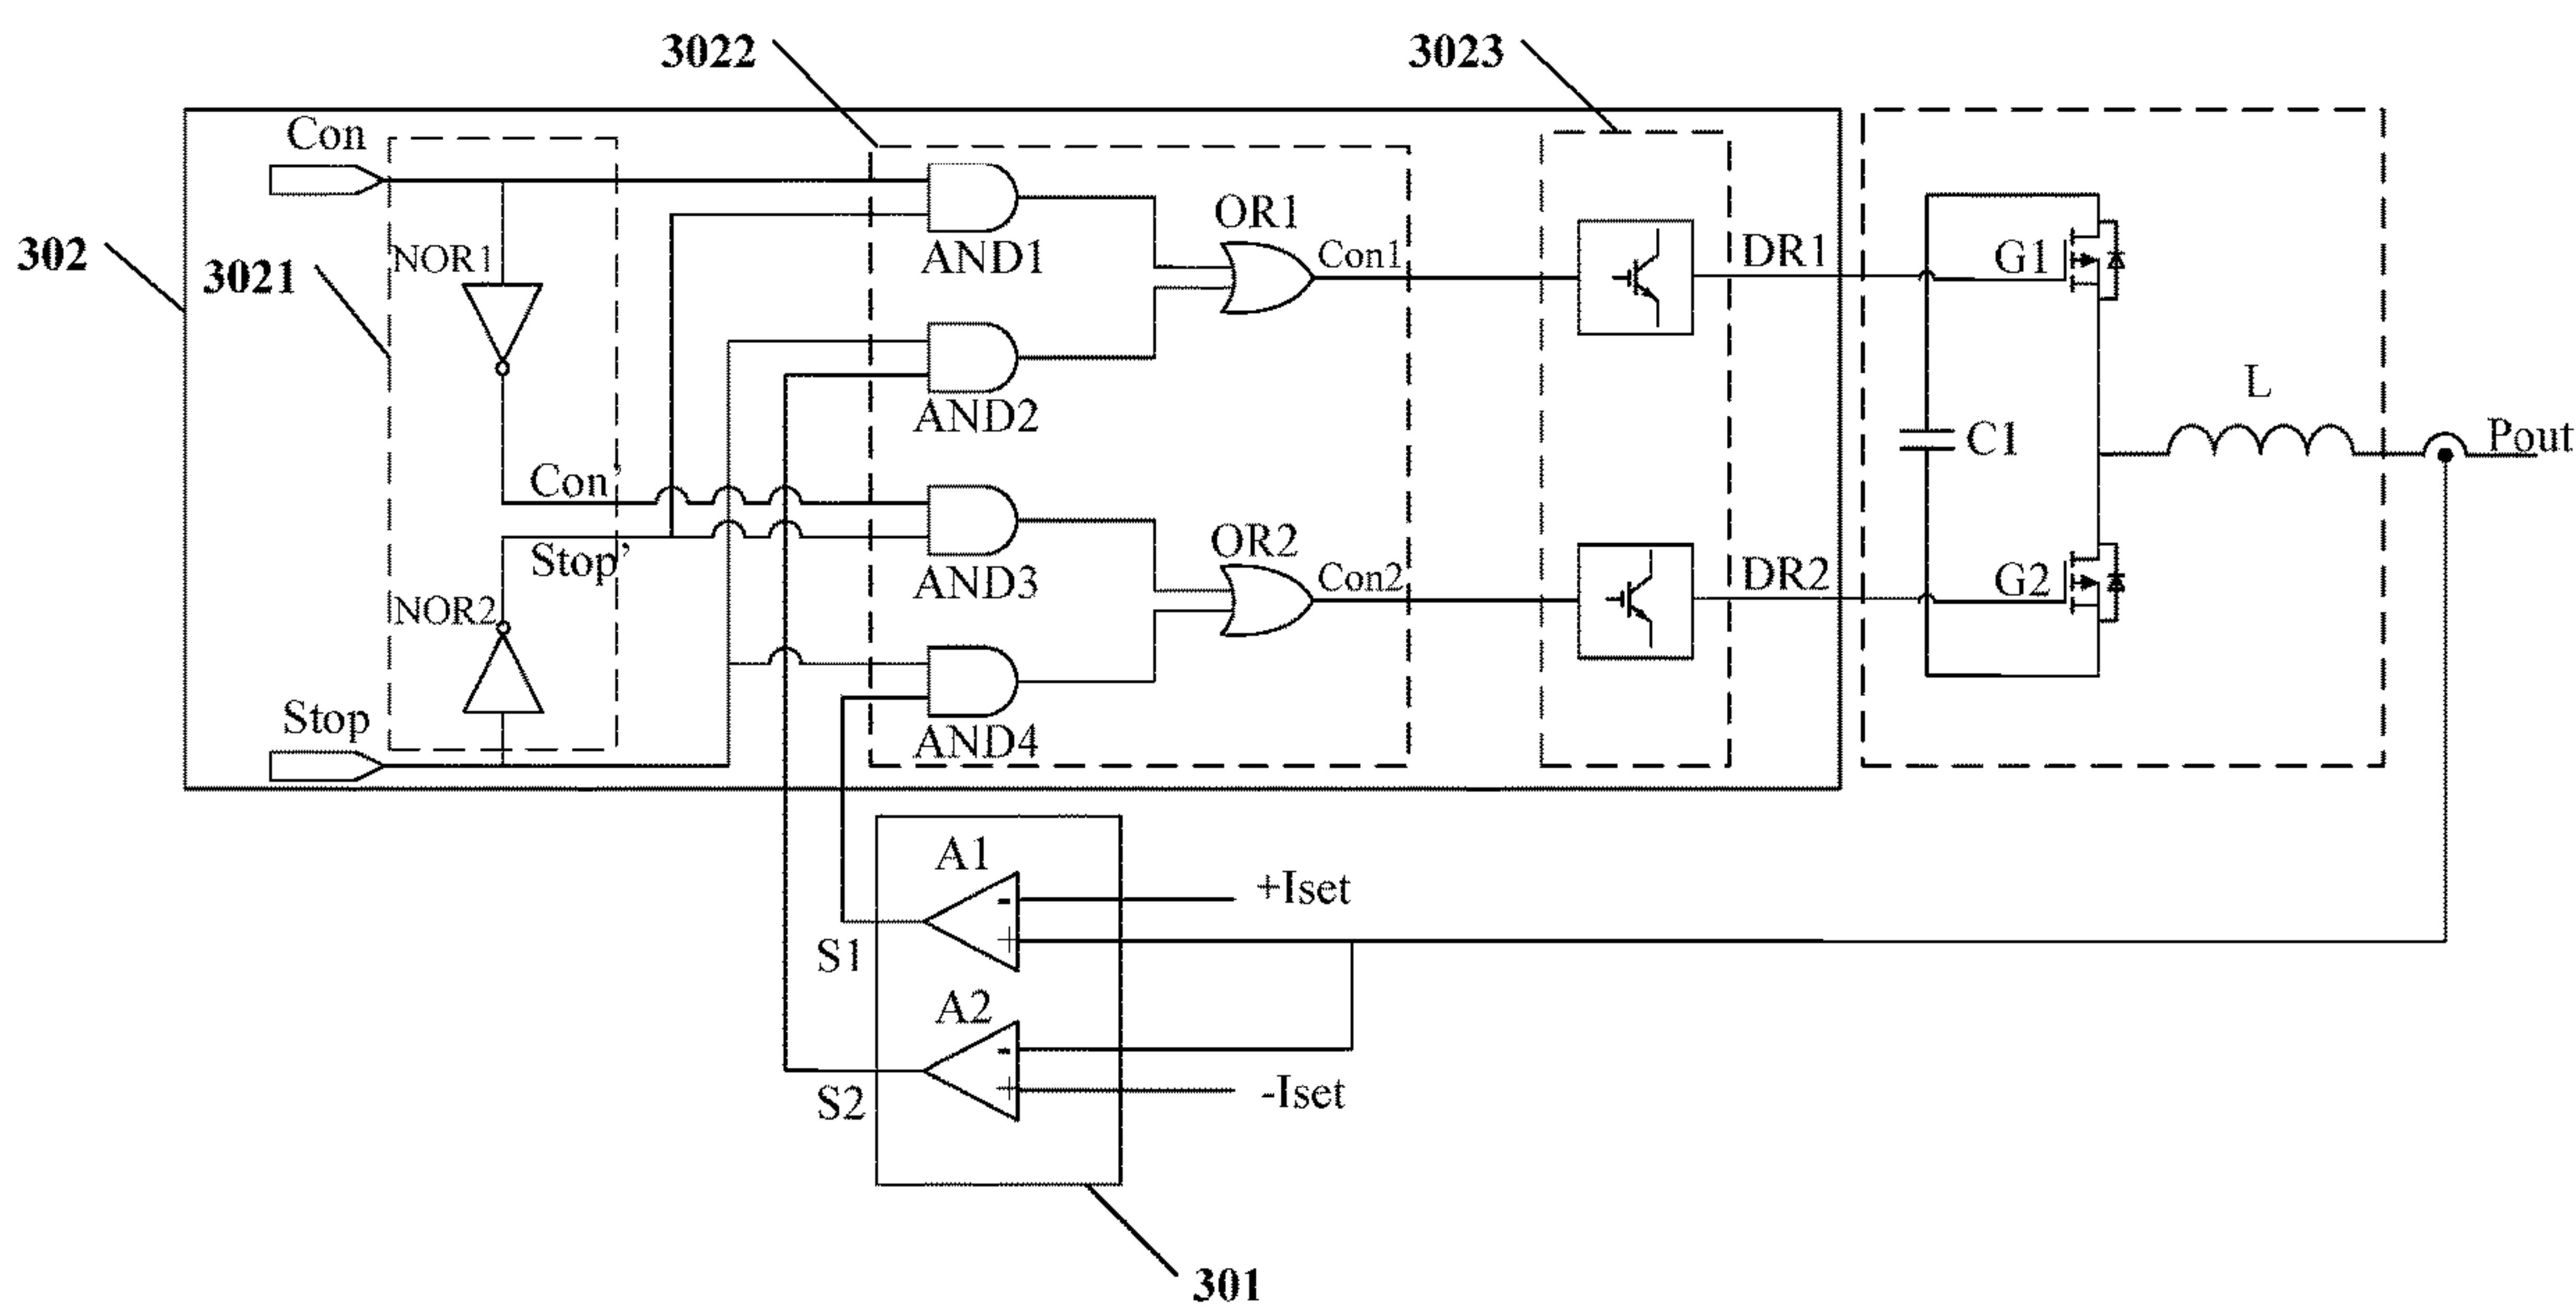 3022
3023
Con
302
3021
NOR1
AND1
OR1
Con1
DR1
G1
AND2
L
C1
Pout
Con'
Stop'
AND3
OR2
Con2
DR2
G2
NOR2
Stop
AND4
A1
-
+Iset
+
S1
A2
-
+
-Iset
S2
301